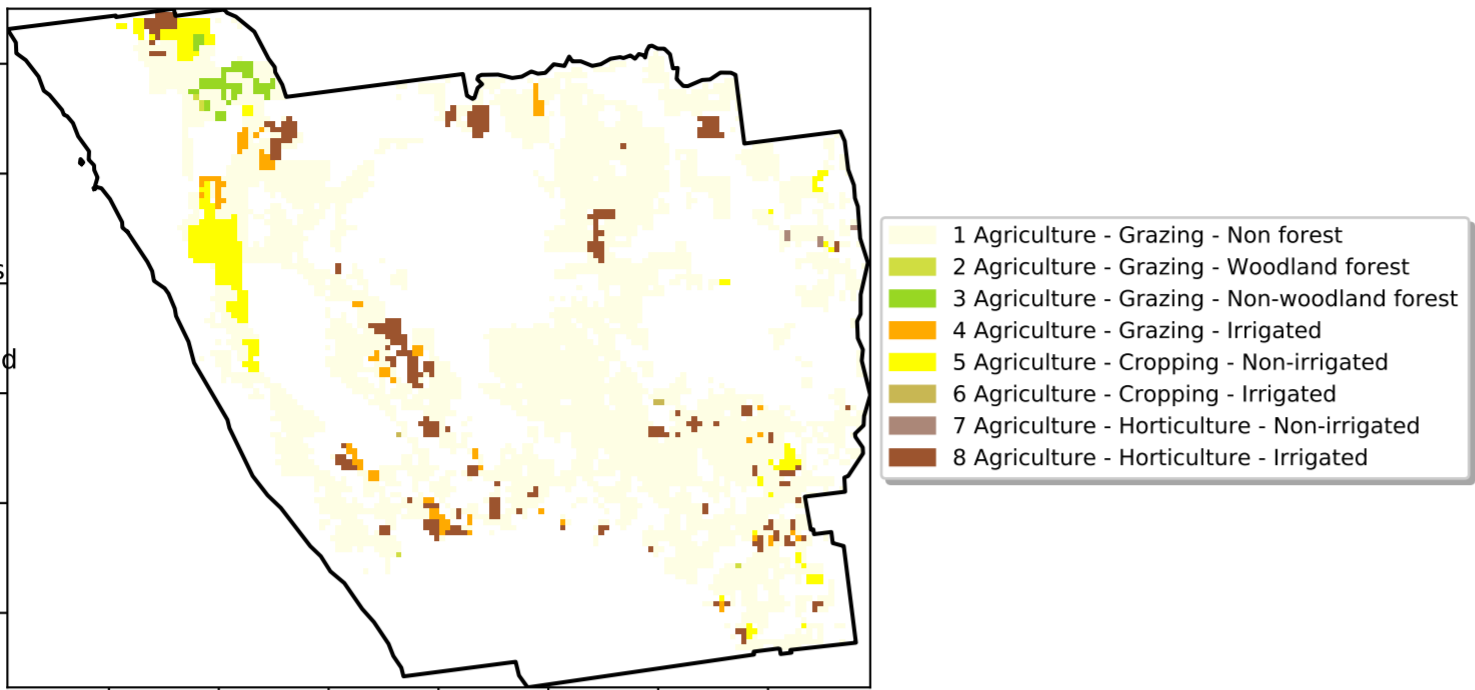 s
d
1 Agriculture - Grazing - Non forest
2 Agriculture - Grazing - Woodland forest
3 Agriculture - Grazing - Non-woodland forest
4 Agriculture - Grazing - Irrigated
5 Agriculture - Cropping - Non-irrigated
6 Agriculture - Cropping - Irrigated
7 Agriculture - Horticulture - Non-irrigated
8 Agriculture - Horticulture - Irrigated